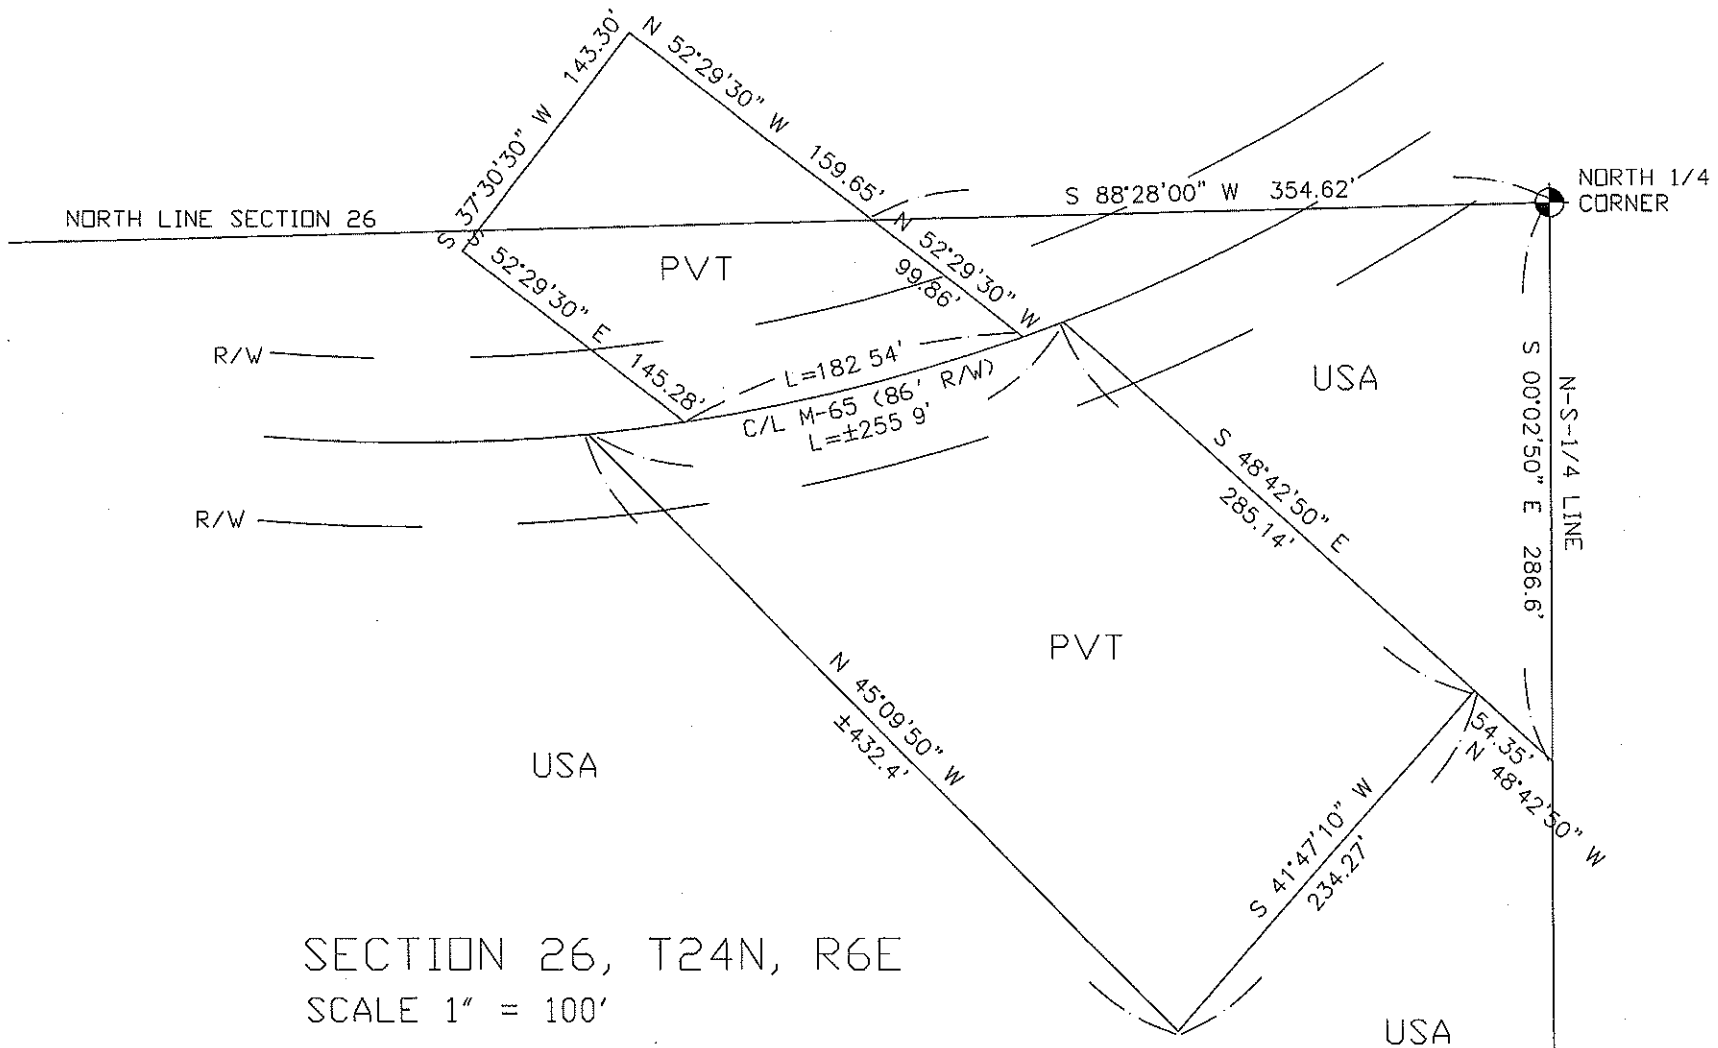 N 52°29'30" W 159.65'
S 37°30'30" W 143.30'
NORTH 1/4
CORNER
S 88°28'00" W 354.62'
NORTH LINE SECTION 26
PVT
N 52°29'30" W
99.86'
S 52°29'30" E 145.28'
R/W
L=182 54'
C/L M-65 (86' R/W)
L=±255 9'
USA
S 00°02'50" E 286.6'
N-S-1/4 LINE
R/W
S 48°42'50" E
285.14'
PVT
N 45°09'50" W
±432.4'
54.35'
N 48°42'50" W
USA
S 41°47'10" W
234.27'
SECTION 26, T24N, R6E
SCALE 1" = 100'
USA